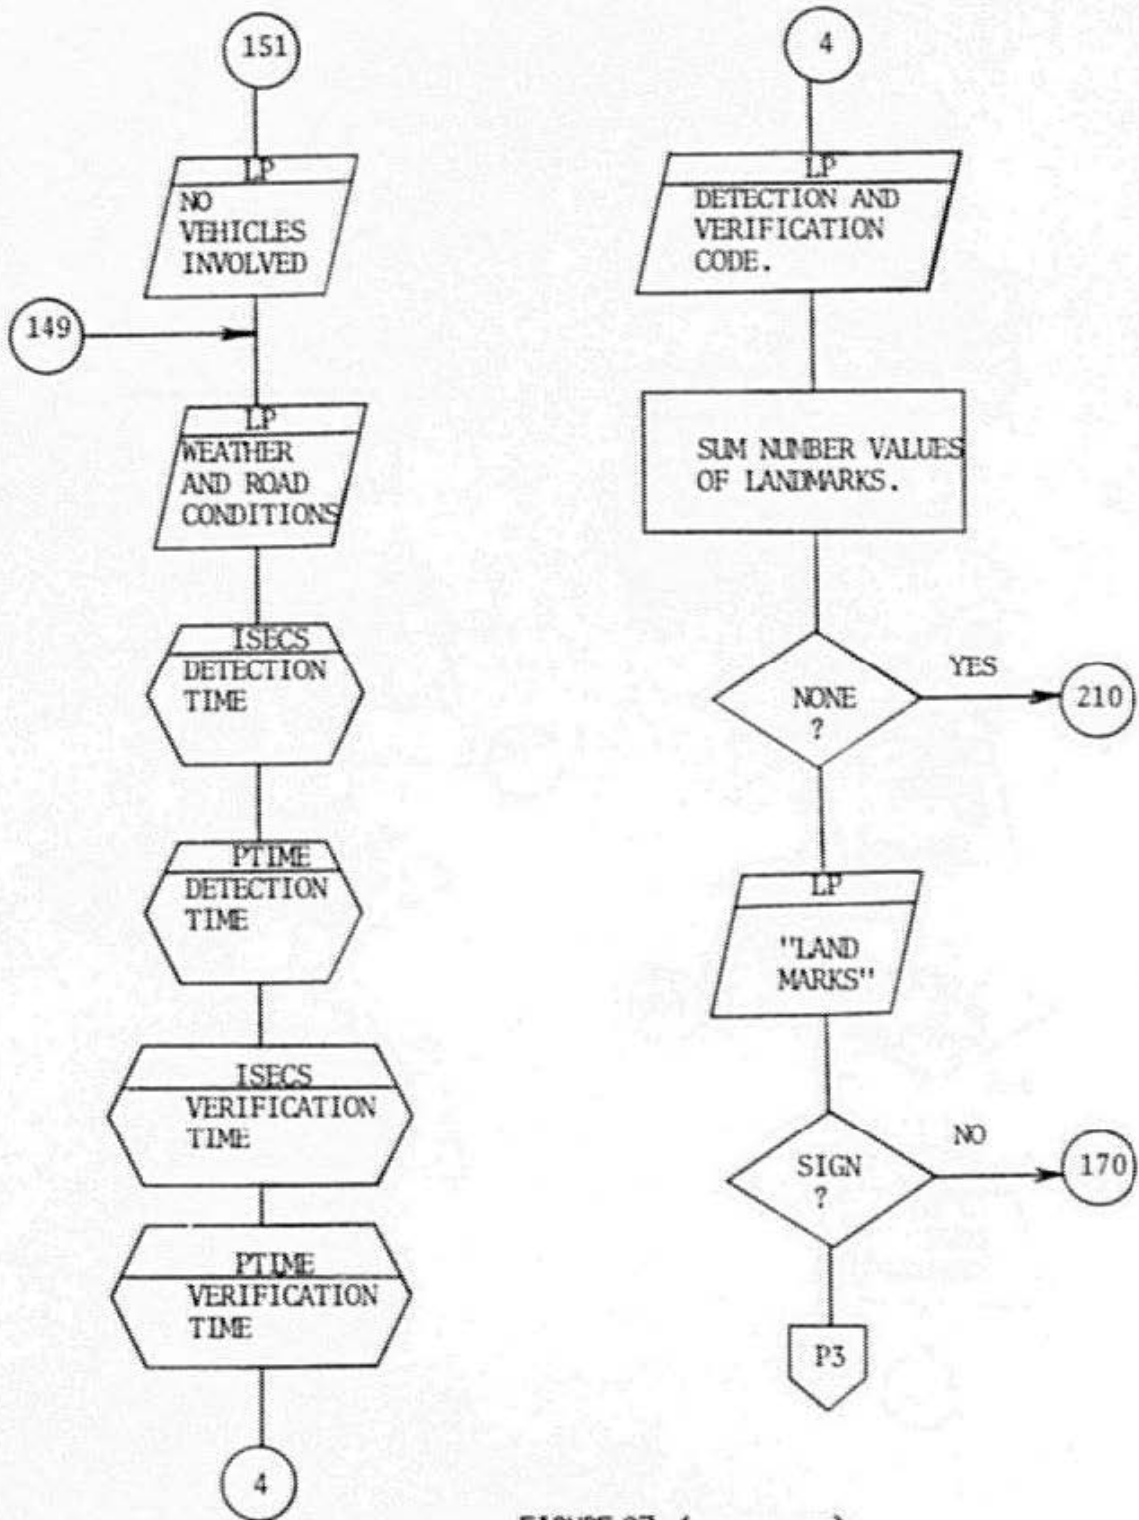 151
LP
NO
VEHICLES
INVOLVED
149
LP
WEATHER
AND ROAD
CONDITIONS
ISECS
DETECTION
TIME
PTIME
DETECTION
TIME
ISECS
VERIFICATION
TIME
PTIME
VERIFICATION
TIME
4
4
LP
DETECTION AND
VERIFICATION
CODE.
SUM NUMBER VALUES
OF LANDMARKS.
NONE
?
YES
210
LP
"LAND
MARKS"
SIGN
?
NO
170
P3